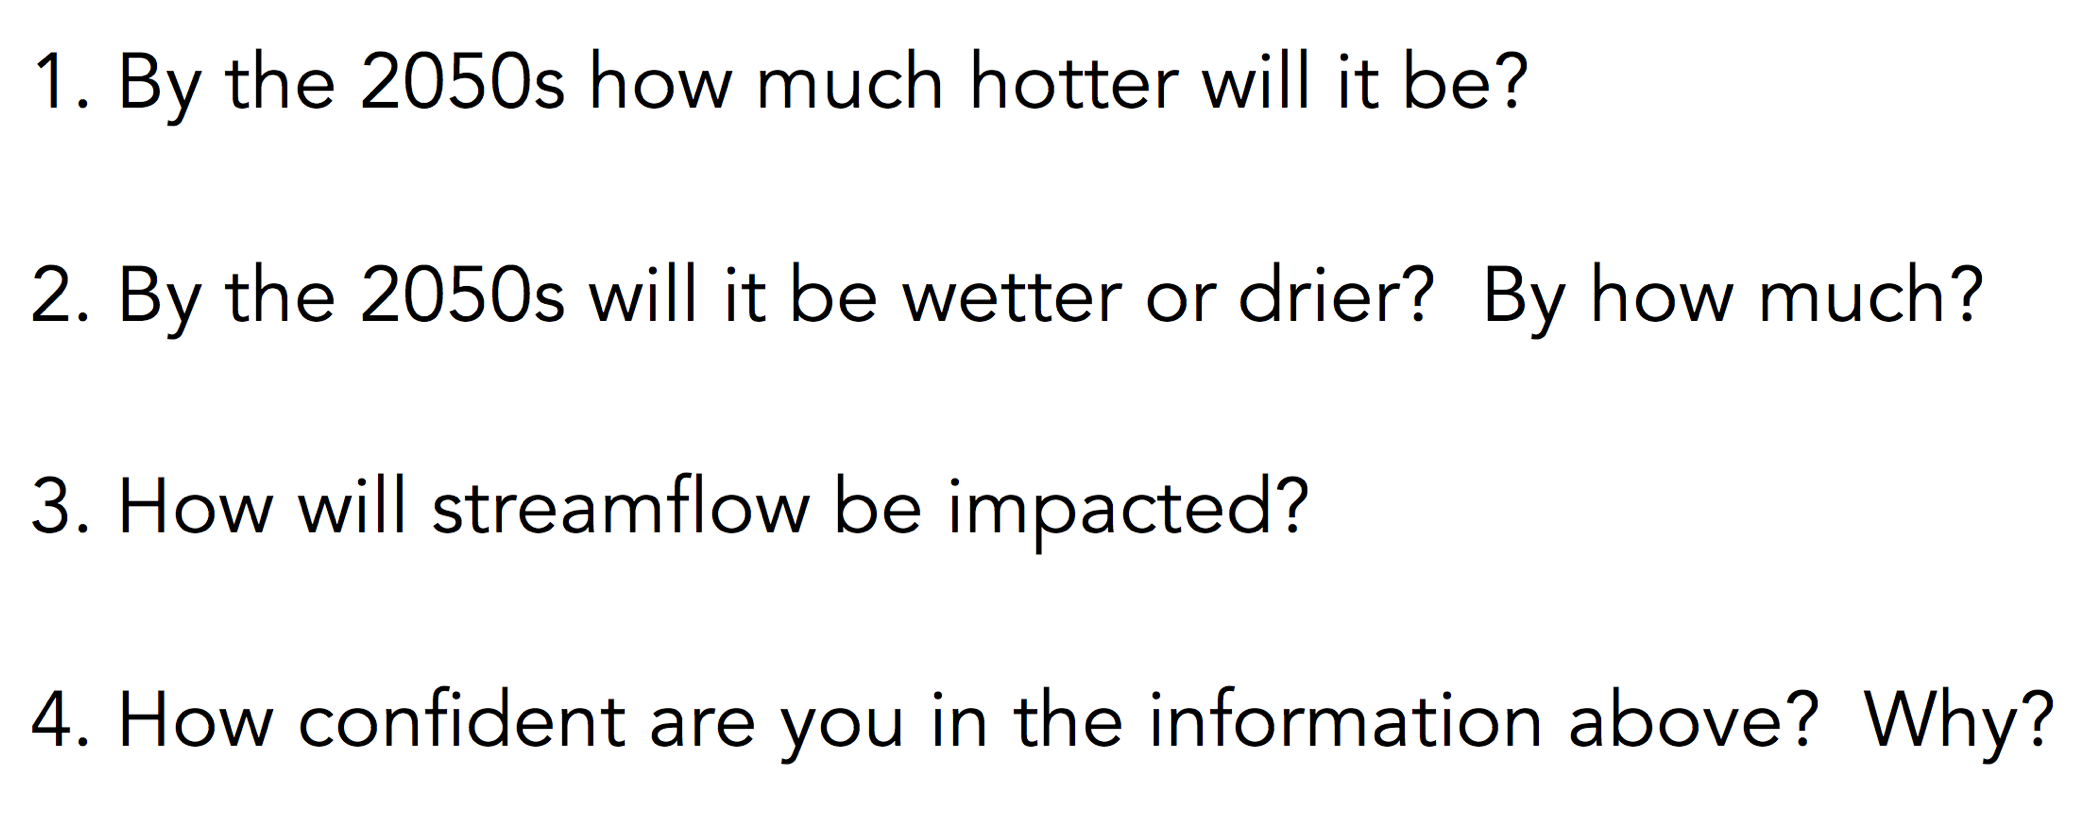 1. By the 2050s how much hotter will it be?
2. By the 2050s will it be wetter or drier?  By how much?
3. How will streamflow be impacted?
4. How confident are you in the information above?  Why?